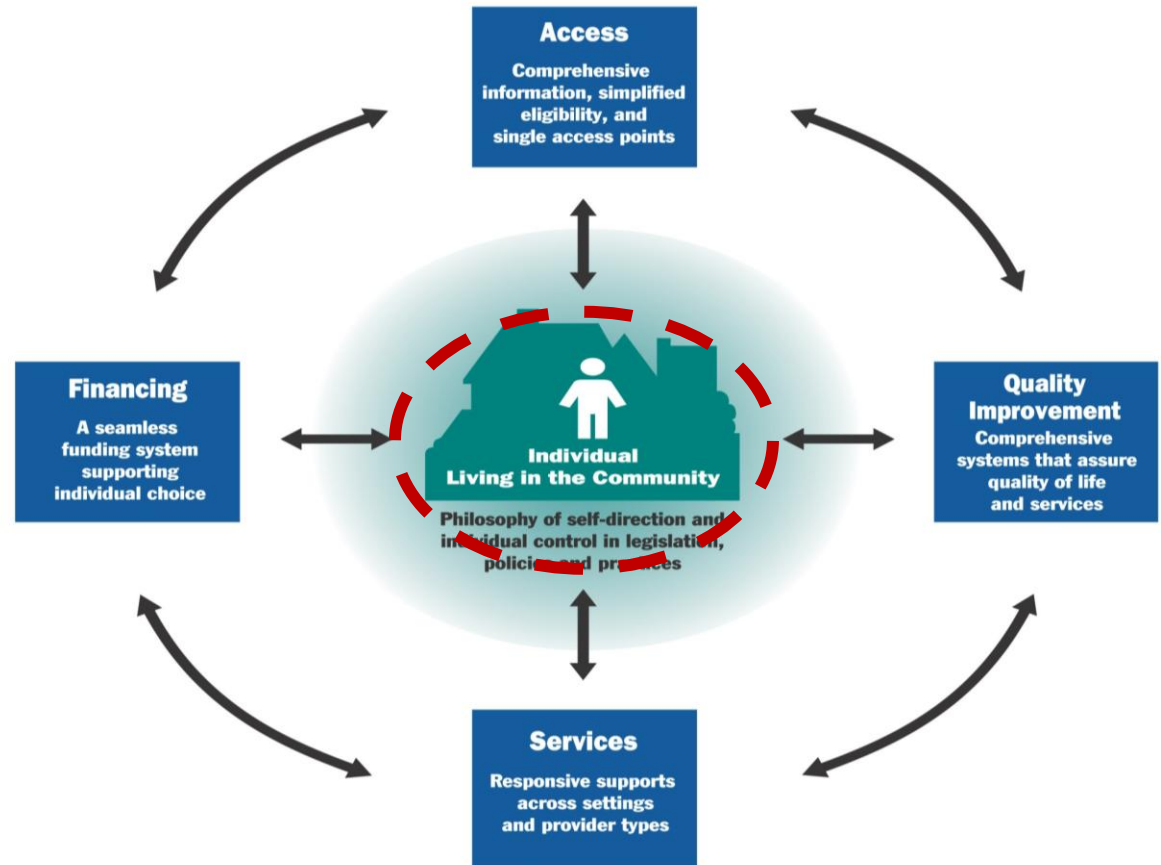 Access
Comprehensive
information, simplified
eligibility, and
single access points
Financing
A seamless
funding system
supporting
individual choice
Individual
Living in the Community
Philosophy of self-direction and
individual control in legislation,
policies and practices
Quality
Improvement
Comprehensive
systems that assure
quality of life
and services
Services
Responsive supports
across settings
and provider types